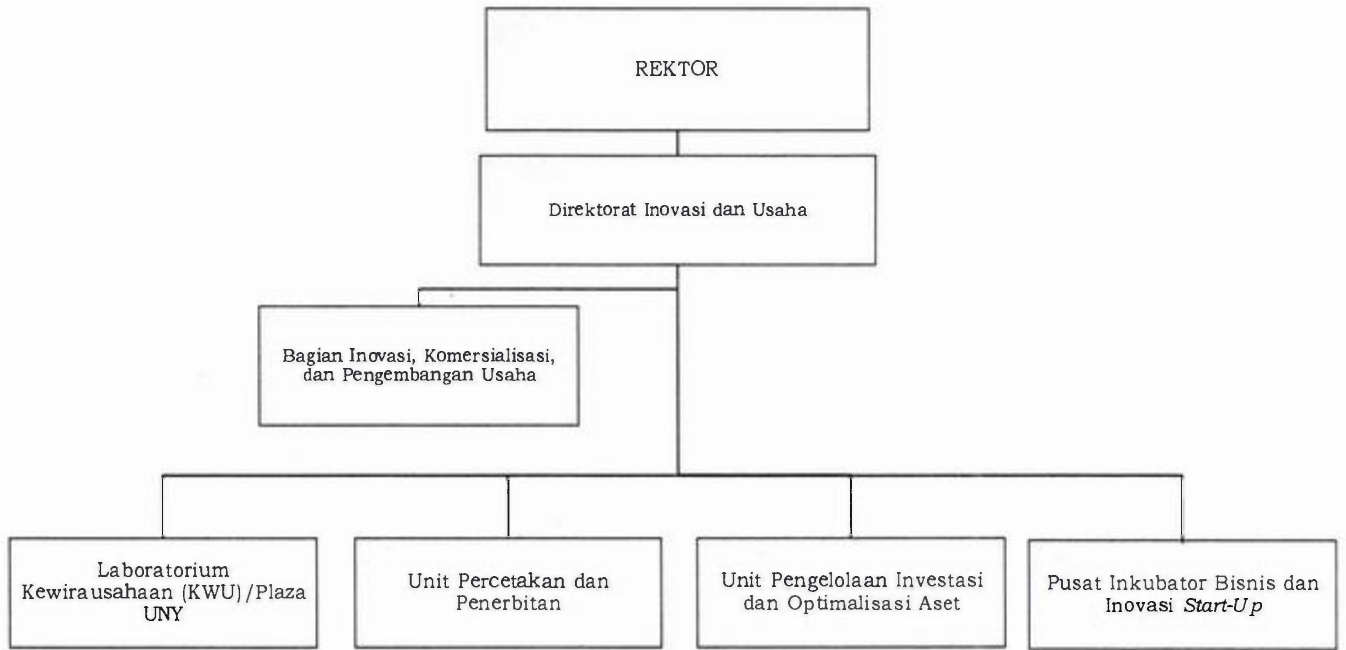 REKTOR
Direktorat Inovasi dan Usaha
Bagian Inovasi, Komersialisasi,
dan Pengembangan Usaha
Laboratorium
Kewirausahaan (KWU)/Plaza
UNY
Unit Percetakan dan
Penerbitan
Unit Pengelolaan Investasi
dan Optimalisasi Aset
Pusat Inkubator Bisnis dan
Inovasi Start-Up